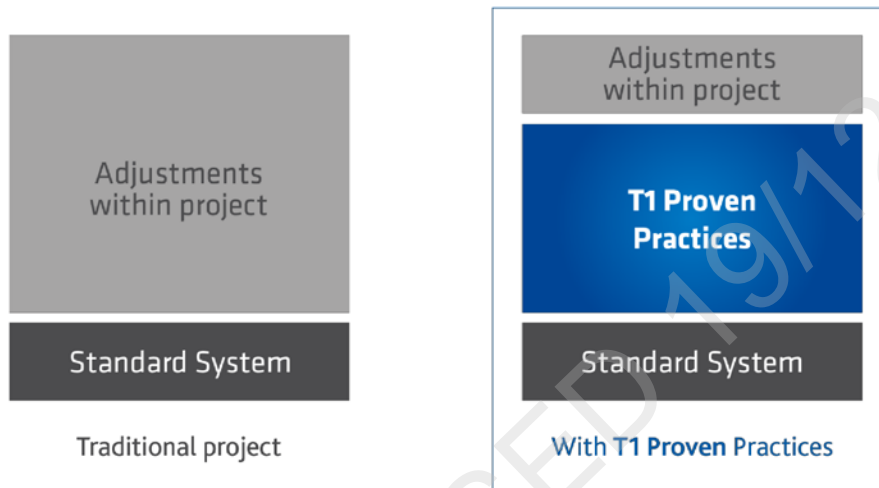 Adjustments
within project
Standard System
Traditional project
Adjustments
within project
T1 Proven
Practices
Standard System
With T1 Proven Practices